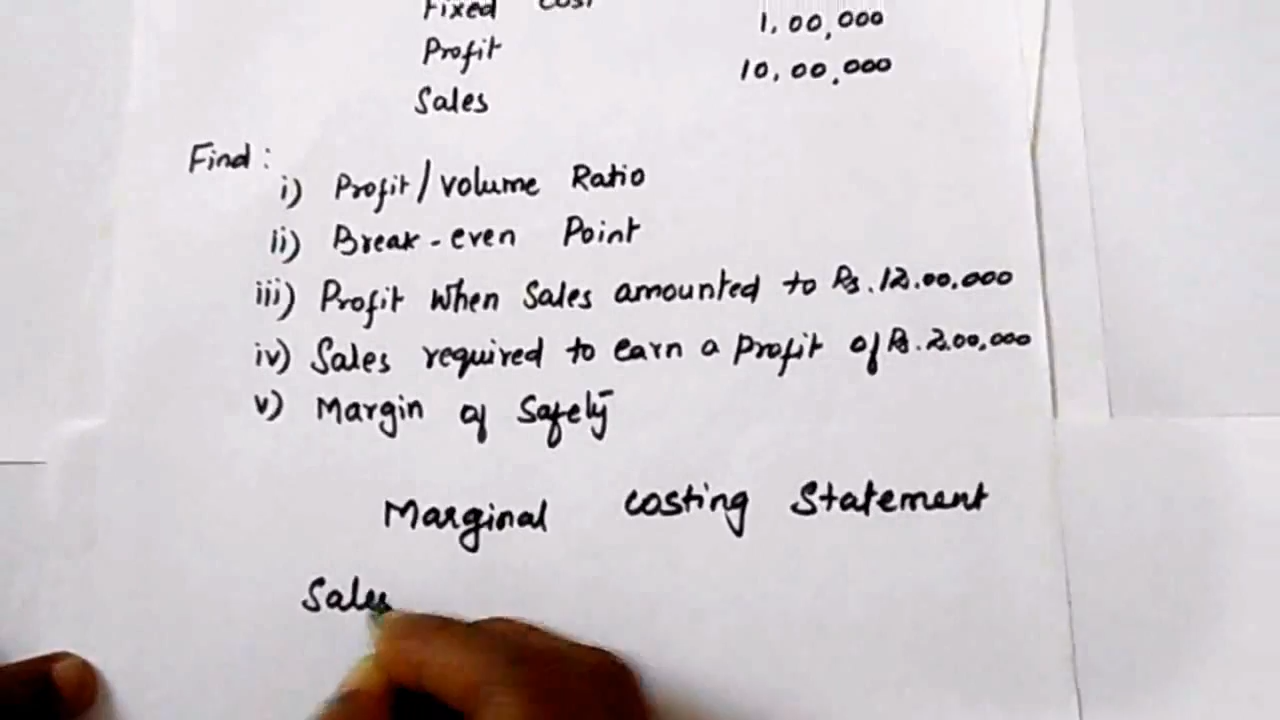 Fixed Cost
Profit 1,00,000
Sales 10,00,000
Find:
i) Profit/volume Ratio
ii) Break-even Point
iii) Profit when Sales amounted to Rs.12.00.000
iv) Sales required to earn a profit of Rs.2.00,000
v) Margin of Safely
Marginal Costing Statement
Sales